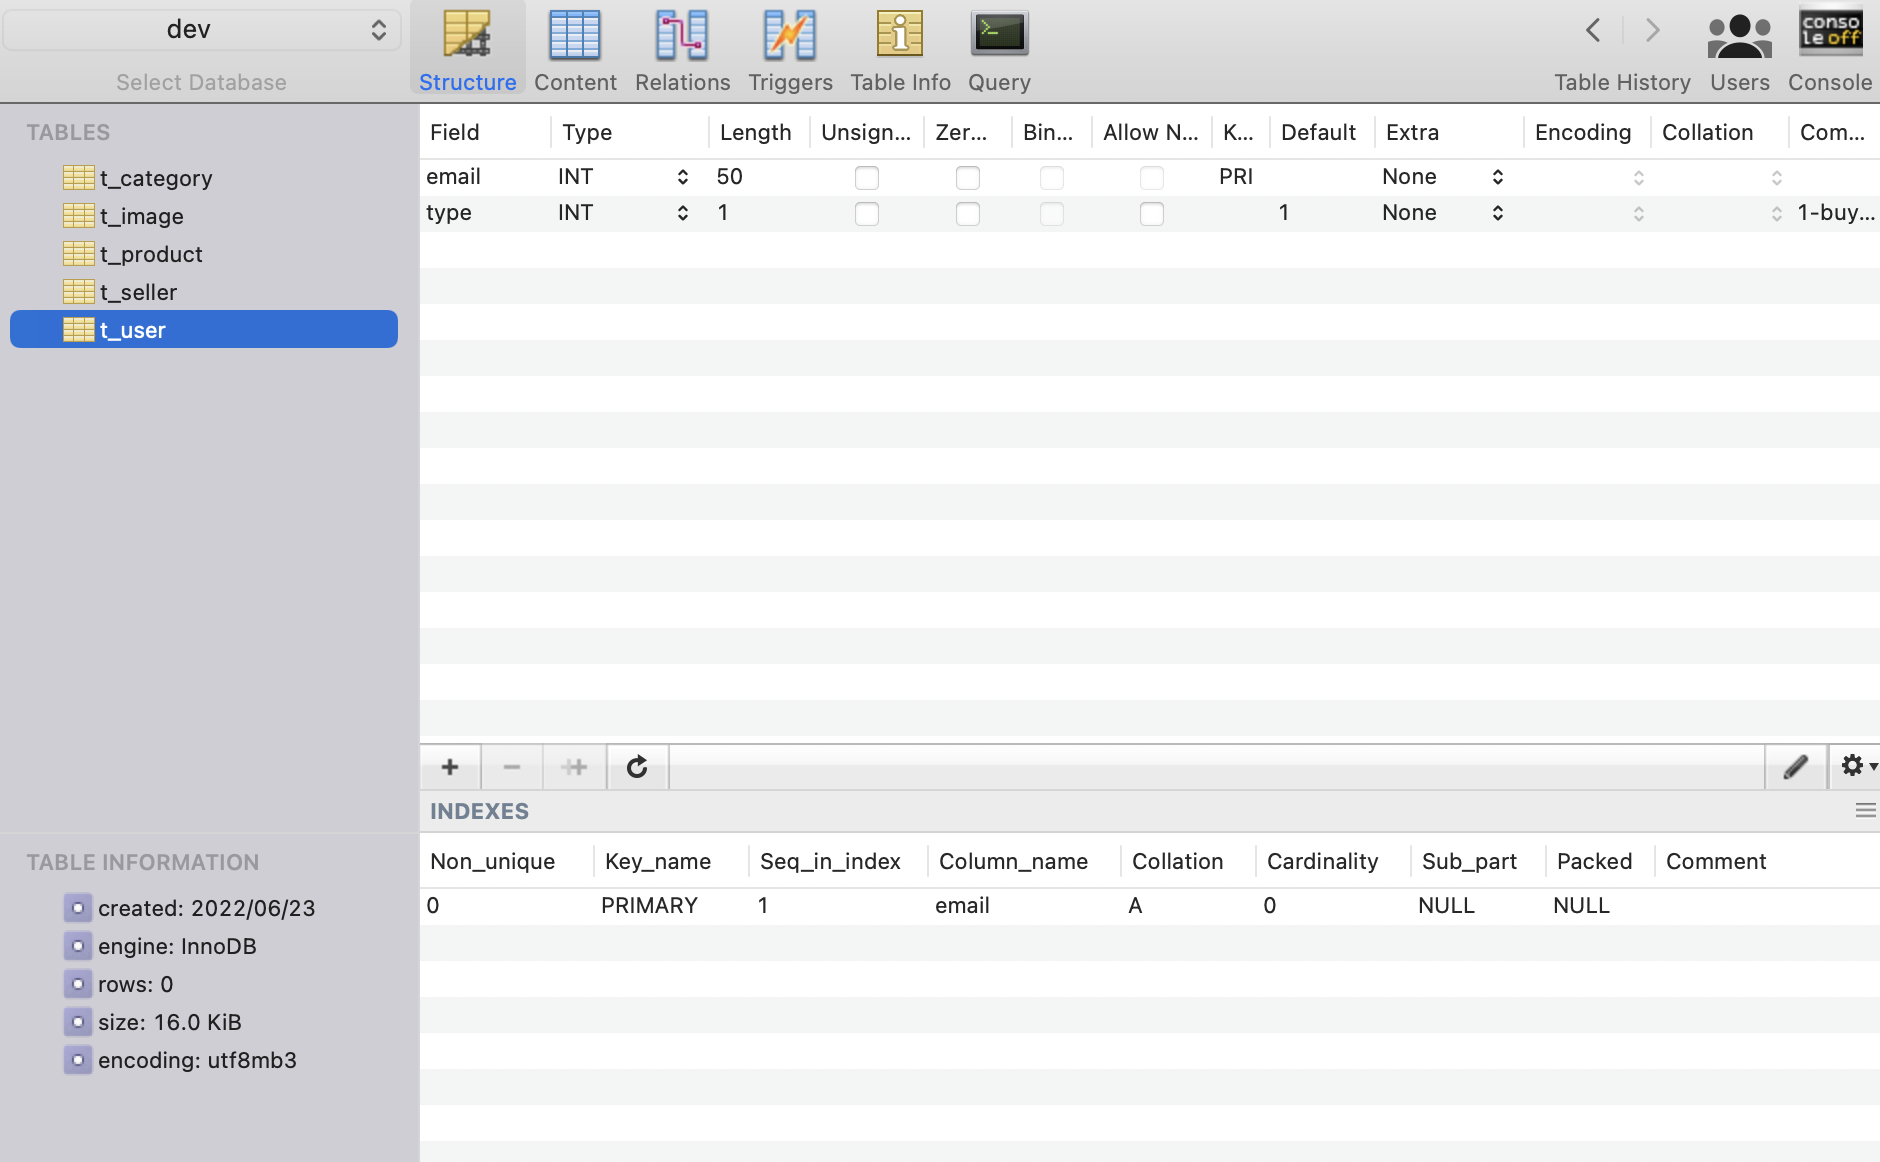 dev
Select Database
Structure Content Relations Triggers Table Info Query
Table History Users Console
conso
le off
TABLES
t_category
t_image
t_product
t_seller
t_user
Field Type Length Unsign... Zer... Bin... Allow N... K... Default Extra Encoding Collation Com...
email INT 50 PRI None
type INT 1 1 None 1-buy...
INDEXES
Non_unique Key_name Seq_in_index Column_name Collation Cardinality Sub_part Packed Comment
0 PRIMARY 1 email A 0 NULL NULL
TABLE INFORMATION
created: 2022/06/23
engine: InnoDB
rows: 0
size: 16.0 KiB
encoding: utf8mb3